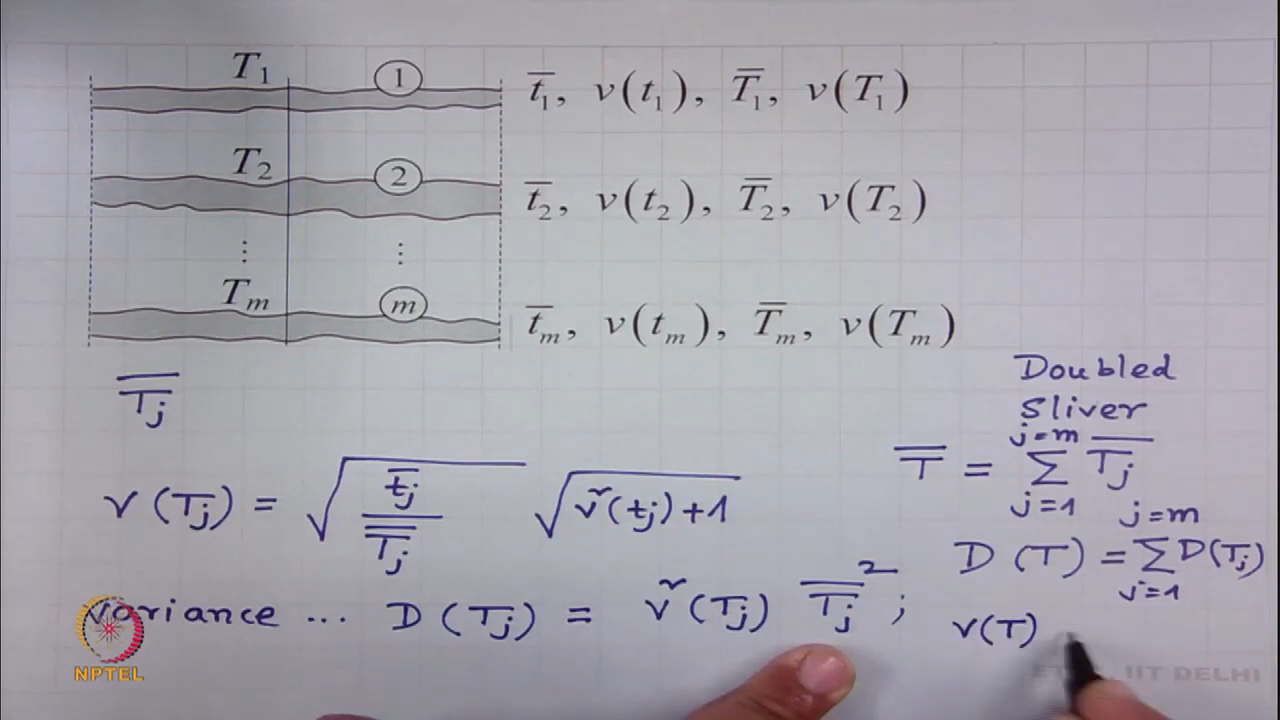 T₁ ① t̄₁, v(t₁), T̄₁, v(T₁)
T₂ ② t̄₂, v(t₂), T̄₂, v(T₂)
⋮ ⋮
Tₘ ⓜ t̄ₘ, v(tₘ), T̄ₘ, v(Tₘ)
Doubled
Sliver
T̄ⱼ
T̄ = ∑_{j=1}^{j=m} T̄ⱼ
v(Tⱼ) = √(t̄ⱼ / T̄ⱼ) √(v²(tⱼ)+1)
D(T) = ∑_{j=1}^{j=m} D(Tⱼ)
variance ... D(Tⱼ) = v²(Tⱼ) T̄ⱼ² ;
v(T)
NPTEL
IIT DELHI